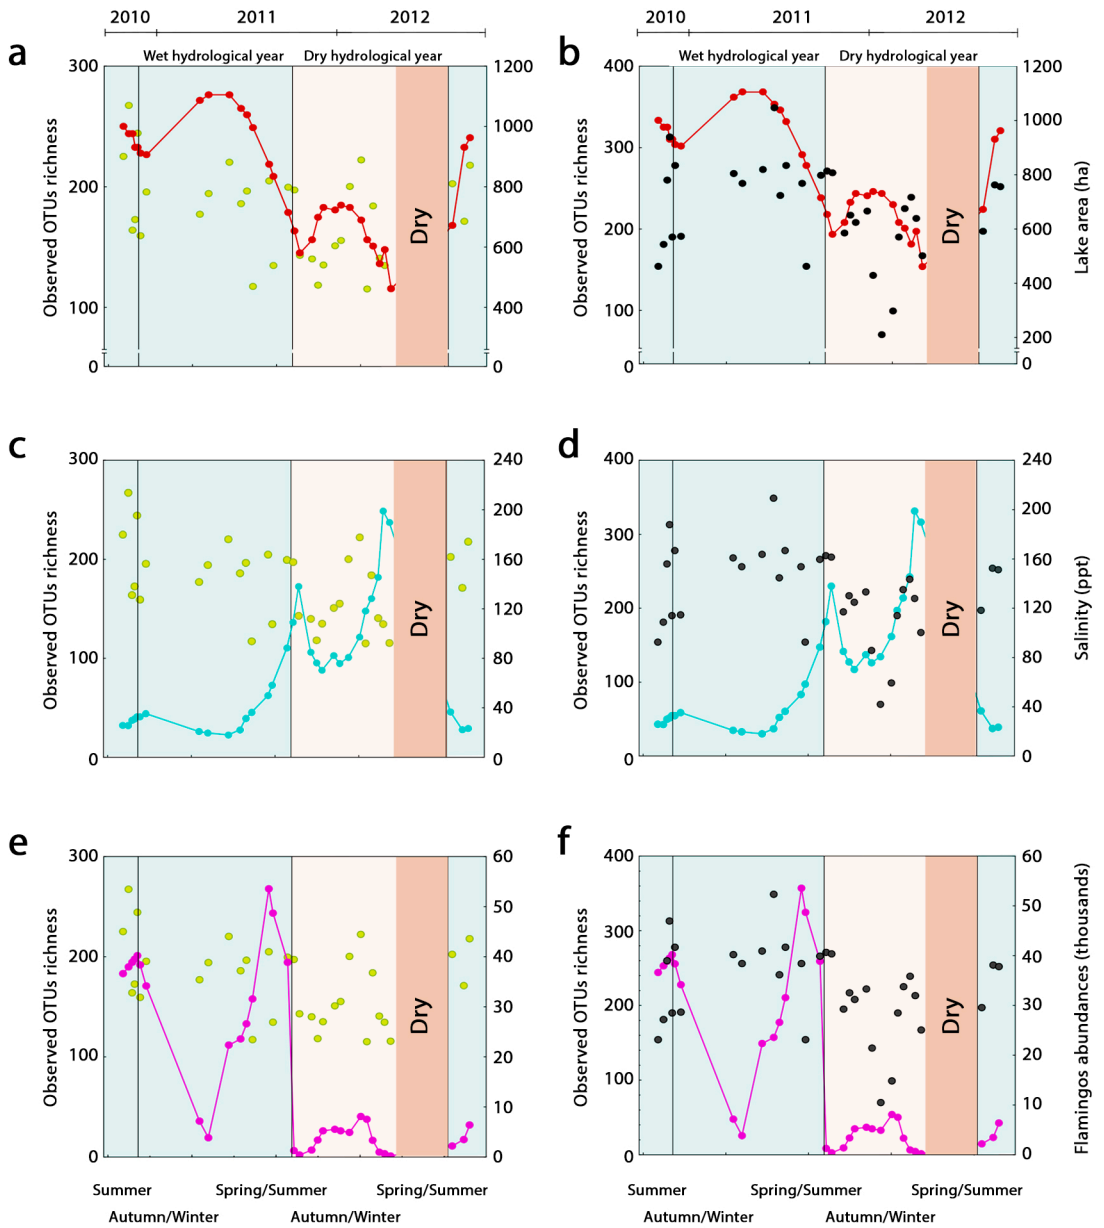 2010 2011 2012
2010 2011 2012
a
Wet hydrological year Dry hydrological year
b
Wet hydrological year Dry hydrological year
300 1200
250 1000
200 800
600
100 400
0 0
Observed OTUs richness
Dry
400 1200
1000
300 800
200 600
400
100 200
0 0
Observed OTUs richness
Dry
Lake area (ha)
c
d
300 240
200
200 160
120
100 80
40
0 0
Observed OTUs richness
Dry
400 240
200
300 160
200 120
80
100 40
0 0
Observed OTUs richness
Dry
Salinity (ppt)
e
f
300 60
50
200 40
30
100 20
10
0 0
Observed OTUs richness
Dry
400 60
50
300 40
200 30
20
100 10
0 0
Observed OTUs richness
Dry
Flamingos abundances (thousands)
Summer Spring/Summer Spring/Summer
Autumn/Winter Autumn/Winter
Summer Spring/Summer Spring/Summer
Autumn/Winter Autumn/Winter